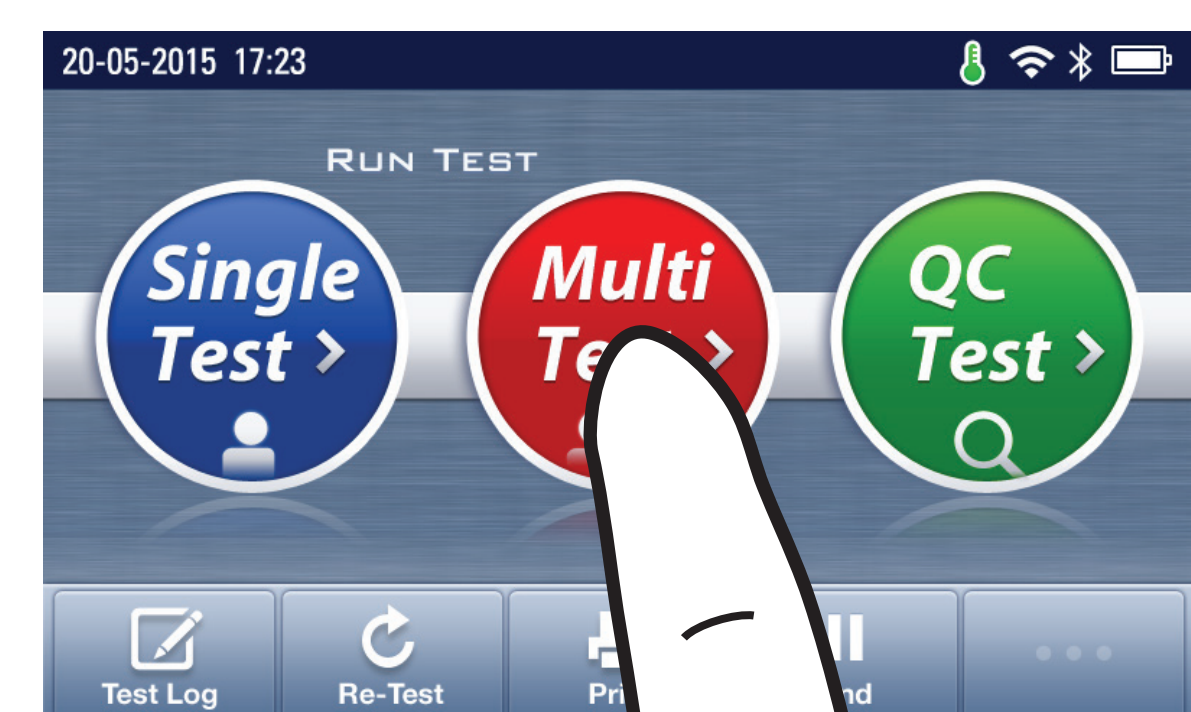 20-05-2015 17:23
RUN TEST
Single
Test
Multi
QC
Test
Test Log
Re-Test